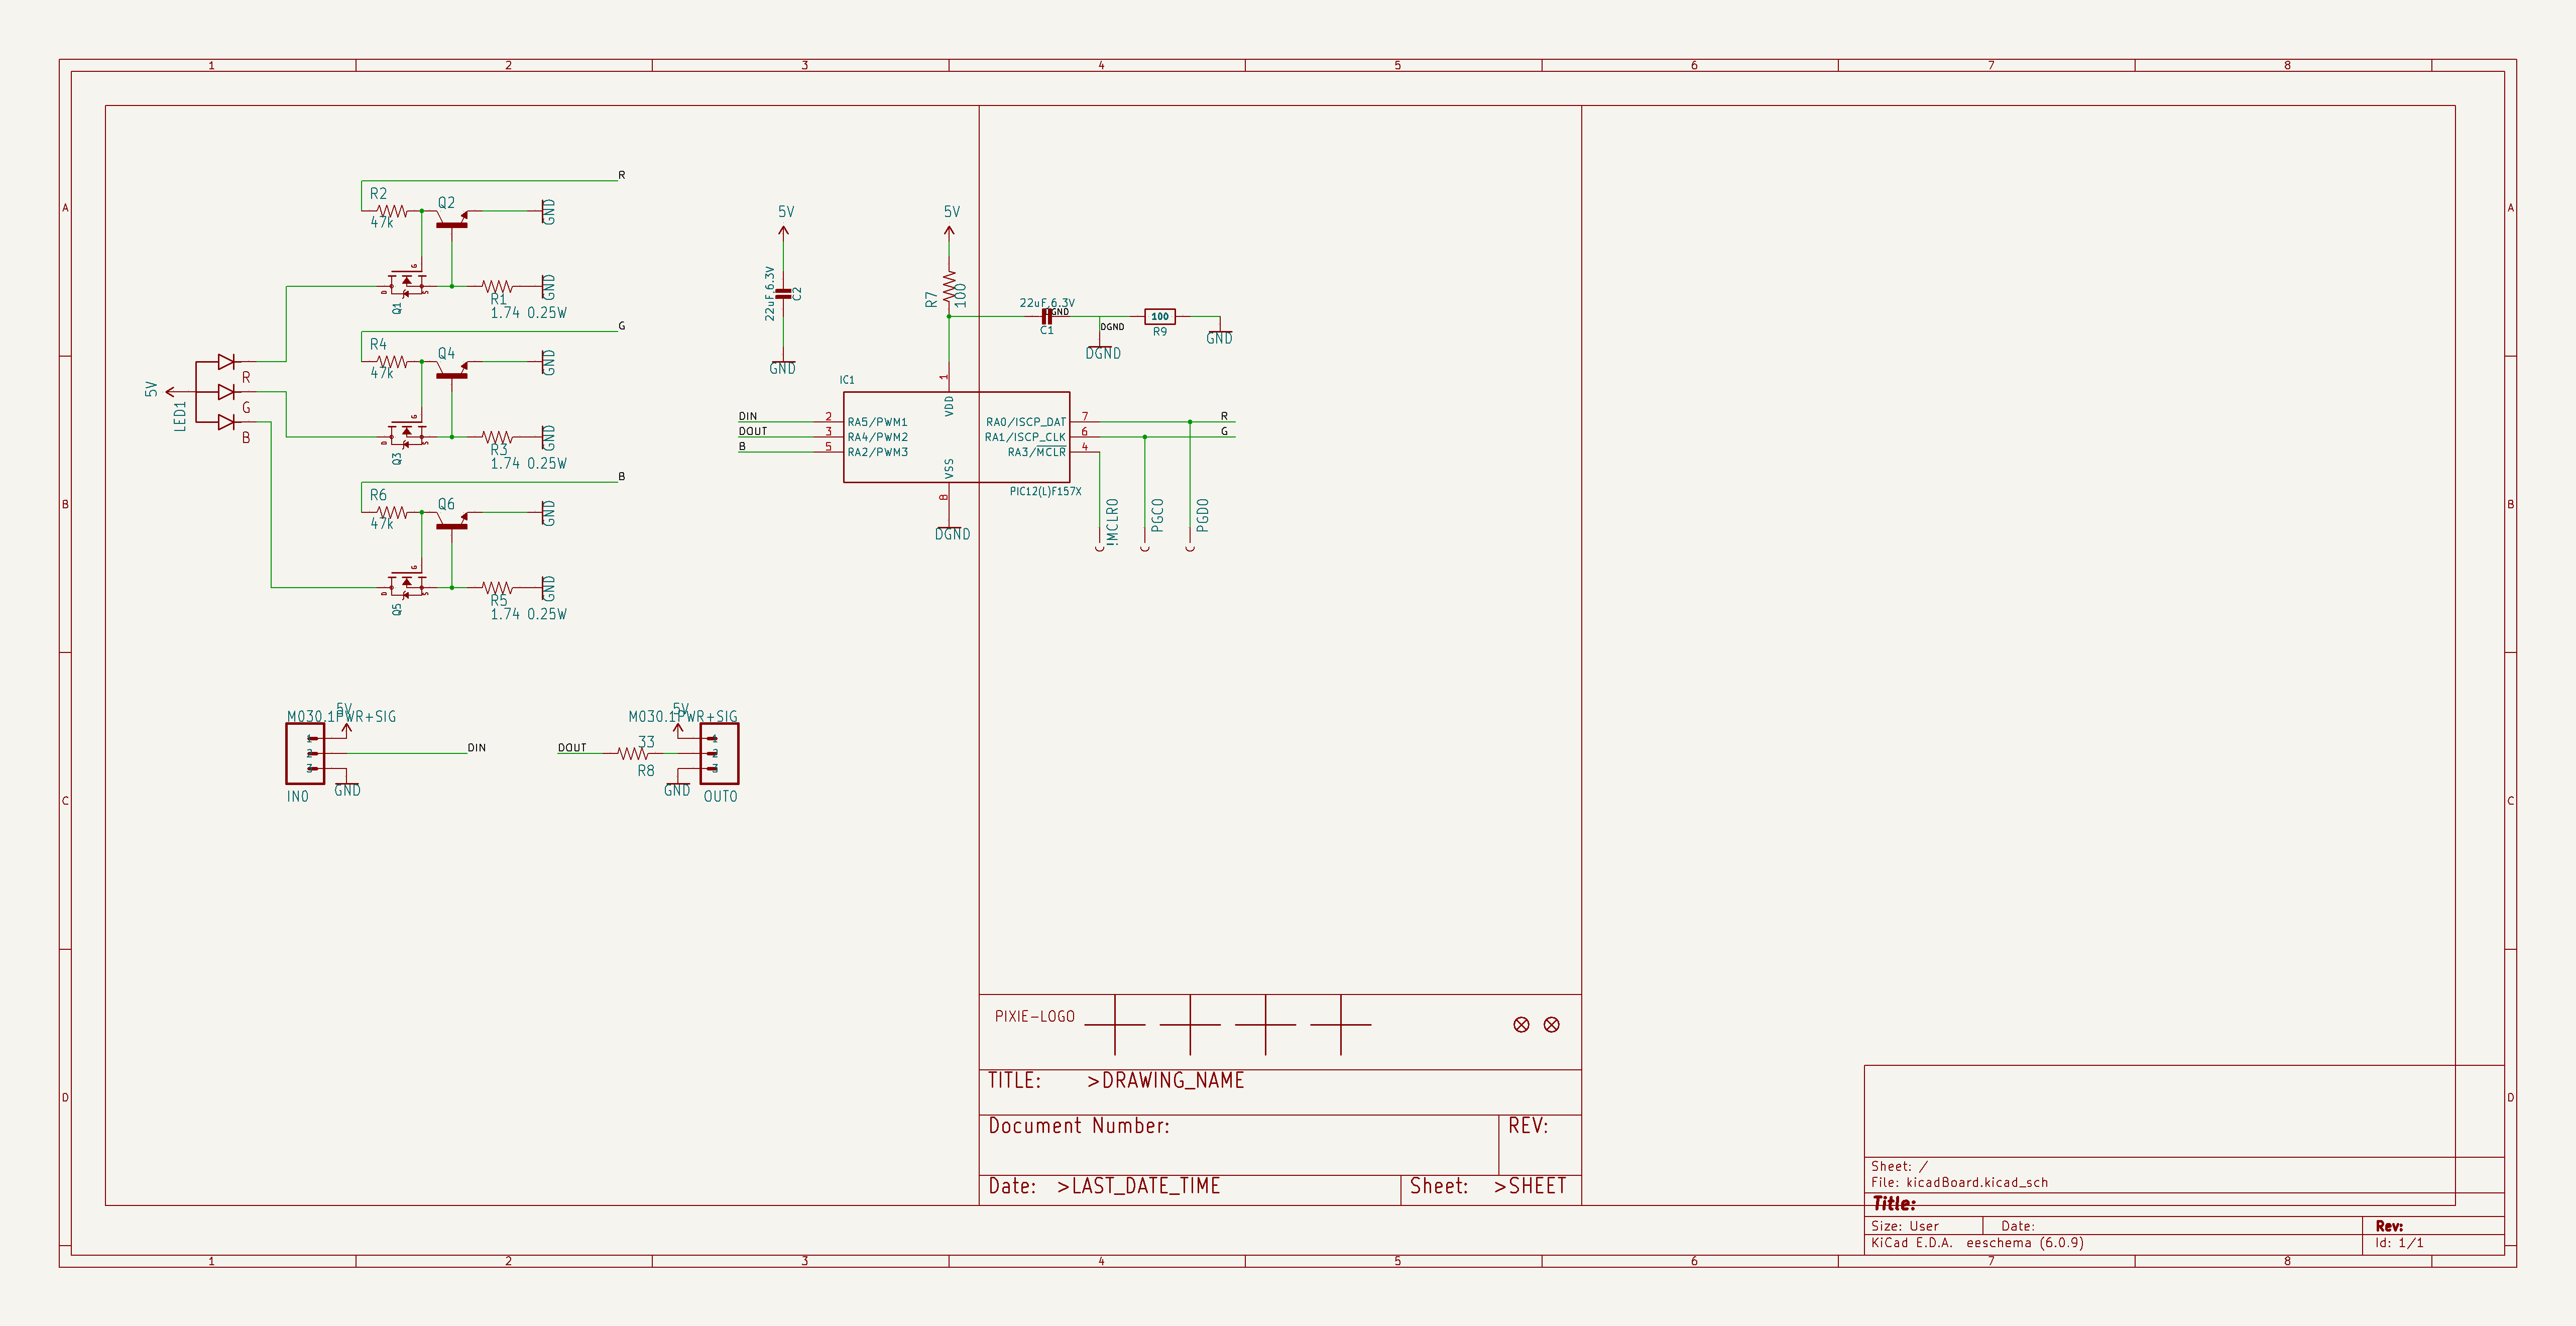 1 2 3 4 5 6 7 8
A A
B B
C C
D D
R
R2
47k
Q2
GND
G
D S
Q1
R1
GND
1.74 0.25W
G
R4
47k
Q4
GND
G
D S
Q3
R3
GND
1.74 0.25W
B
R6
47k
Q6
GND
G
D S
Q5
R5
GND
1.74 0.25W
5V
LED1
R
G
B
5V
22uF,6.3V
C2
GND
5V
R7
100
22uF,6.3V
DGND
C1
DGND
DGND
100
R9
GND
IC1
1
VDD
DIN 2 RA5/PWM1
DOUT 3 RA4/PWM2
B 5 RA2/PWM3
RA0/ISCP_DAT 7 R
RA1/ISCP_CLK 6 G
RA3/MCLR 4
VSS
8
PIC12(L)F157X
DGND
!MCLR0
PGC0
PGD0
M030.1PWR+SIG
5V
1
2
3
DIN
GND
IN0
M030.1PWR+SIG
5V
DOUT
33
R8
1
2
3
GND
OUT0
PIXIE-LOGO
TITLE: >DRAWING_NAME
Document Number:
REV:
Date: >LAST_DATE_TIME
Sheet: >SHEET
Sheet: /
File: kicadBoard.kicad_sch
Title:
Size: User Date: Rev:
KiCad E.D.A. eeschema (6.0.9) Id: 1/1
1 2 3 4 5 6 7 8